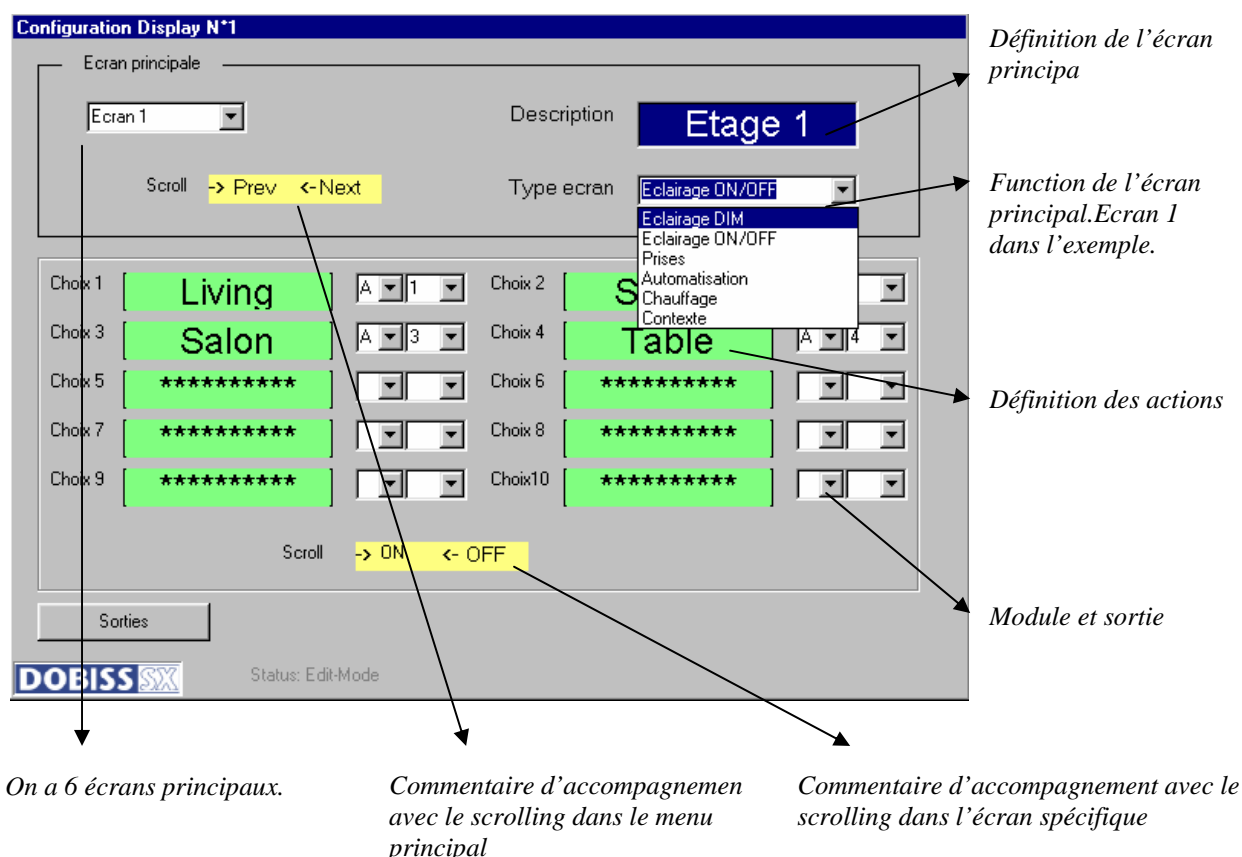 Configuration Display N°1
Ecran principale
Ecran 1
Description
Etage 1
Scroll
-> Prev <-Next
Type ecran
Eclairage ON/OFF
Eclairage DIM
Eclairage ON/OFF
Prises
Automatisation
Chauffage
Contexte
Choix 1
Living
A
1
Choix 2
S
Choix 3
Salon
A
3
Choix 4
Table
A
4
Choix 5
**********
Choix 6
**********
Choix 7
**********
Choix 8
**********
Choix 9
**********
Choix10
**********
Scroll
-> ON <- OFF
Sorties
DOBISS SX
Status: Edit-Mode
Définition de l’écran
principa
Function de l’écran
principal.Ecran 1
dans l’exemple.
Définition des actions
Module et sortie
On a 6 écrans principaux.
Commentaire d’accompagnemen
avec le scrolling dans le menu
principal
Commentaire d’accompagnement avec le
scrolling dans l’écran spécifique